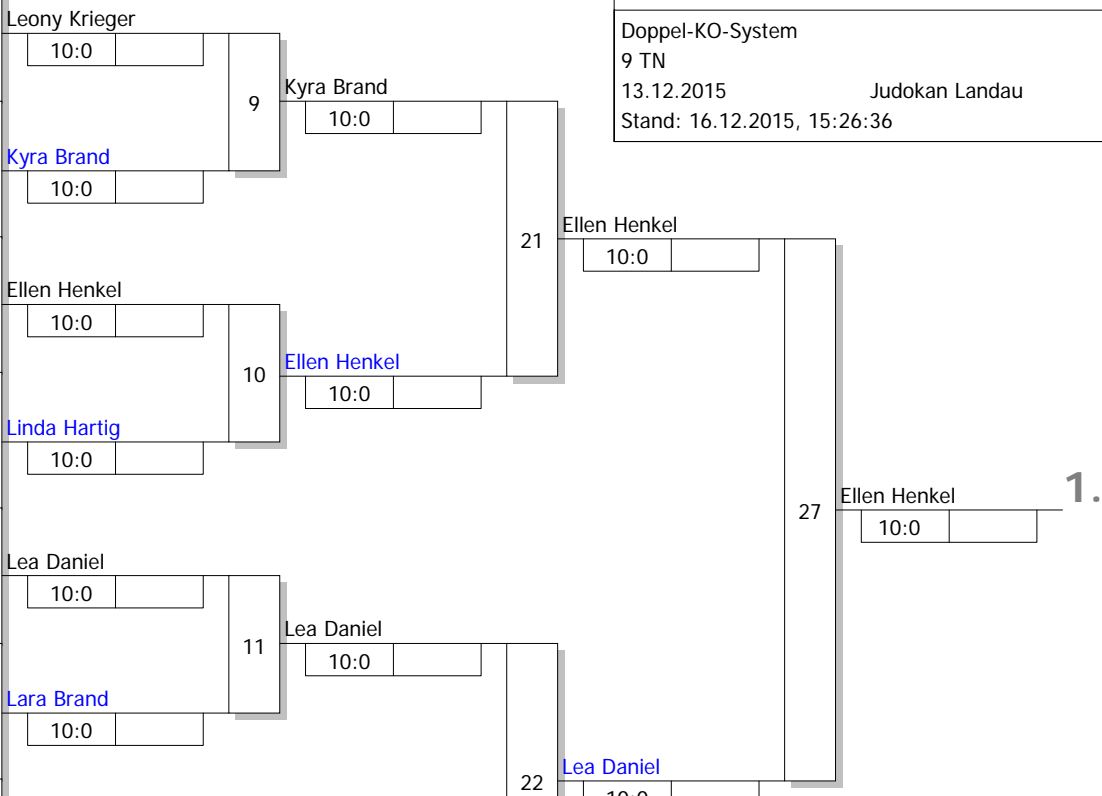 Leony Krieger
10:0
9
Kyra Brand
10:0
Kyra Brand
10:0
Doppel-KO-System
9 TN
13.12.2015 Judokan Landau
Stand: 16.12.2015, 15:26:36
21
Ellen Henkel
10:0
Ellen Henkel
10:0
10
Ellen Henkel
10:0
Linda Hartig
10:0
27
Ellen Henkel
1.
10:0
Lea Daniel
10:0
11
Lea Daniel
10:0
Lara Brand
10:0
22
Lea Daniel
10:0